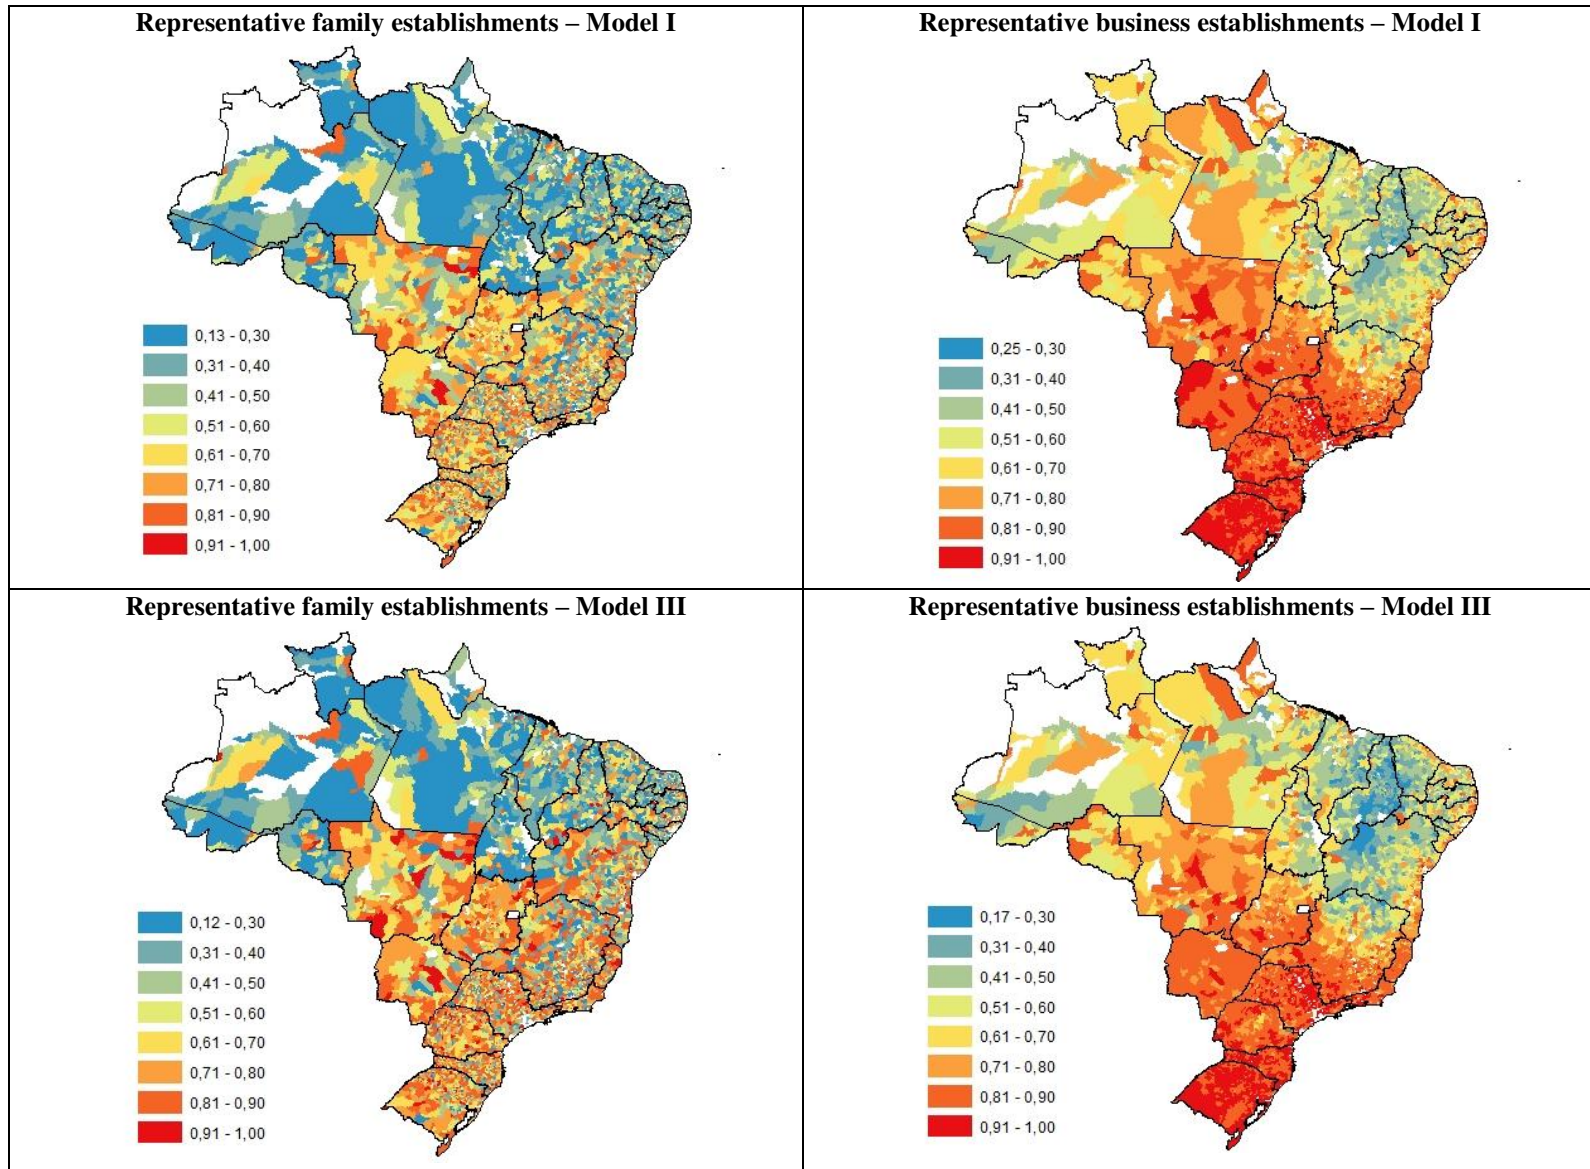 Representative family establishments – Model I
0,13 - 0,30
0,31 - 0,40
0,41 - 0,50
0,51 - 0,60
0,61 - 0,70
0,71 - 0,80
0,81 - 0,90
0,91 - 1,00
Representative business establishments – Model I
0,25 - 0,30
0,31 - 0,40
0,41 - 0,50
0,51 - 0,60
0,61 - 0,70
0,71 - 0,80
0,81 - 0,90
0,91 - 1,00
Representative family establishments – Model III
0,12 - 0,30
0,31 - 0,40
0,41 - 0,50
0,51 - 0,60
0,61 - 0,70
0,71 - 0,80
0,81 - 0,90
0,91 - 1,00
Representative business establishments – Model III
0,17 - 0,30
0,31 - 0,40
0,41 - 0,50
0,51 - 0,60
0,61 - 0,70
0,71 - 0,80
0,81 - 0,90
0,91 - 1,00